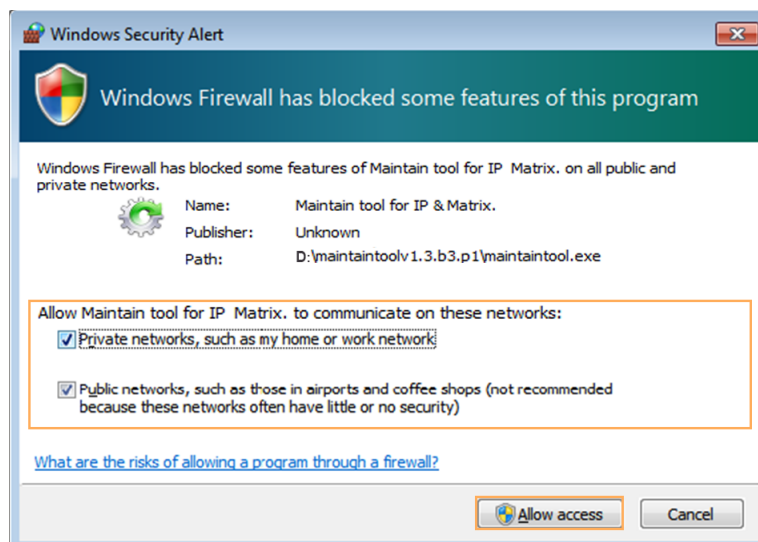 Windows Security Alert
Windows Firewall has blocked some features of this program
Windows Firewall has blocked some features of Maintain tool for IP Matrix. on all public and
private networks.
Name: Maintain tool for IP & Matrix.
Publisher: Unknown
Path: D:\maintaintoolv1.3.b3.p1\maintaintool.exe
Allow Maintain tool for IP Matrix. to communicate on these networks:
Private networks, such as my home or work network
Public networks, such as those in airports and coffee shops (not recommended
because these networks often have little or no security)
What are the risks of allowing a program through a firewall?
Allow access Cancel